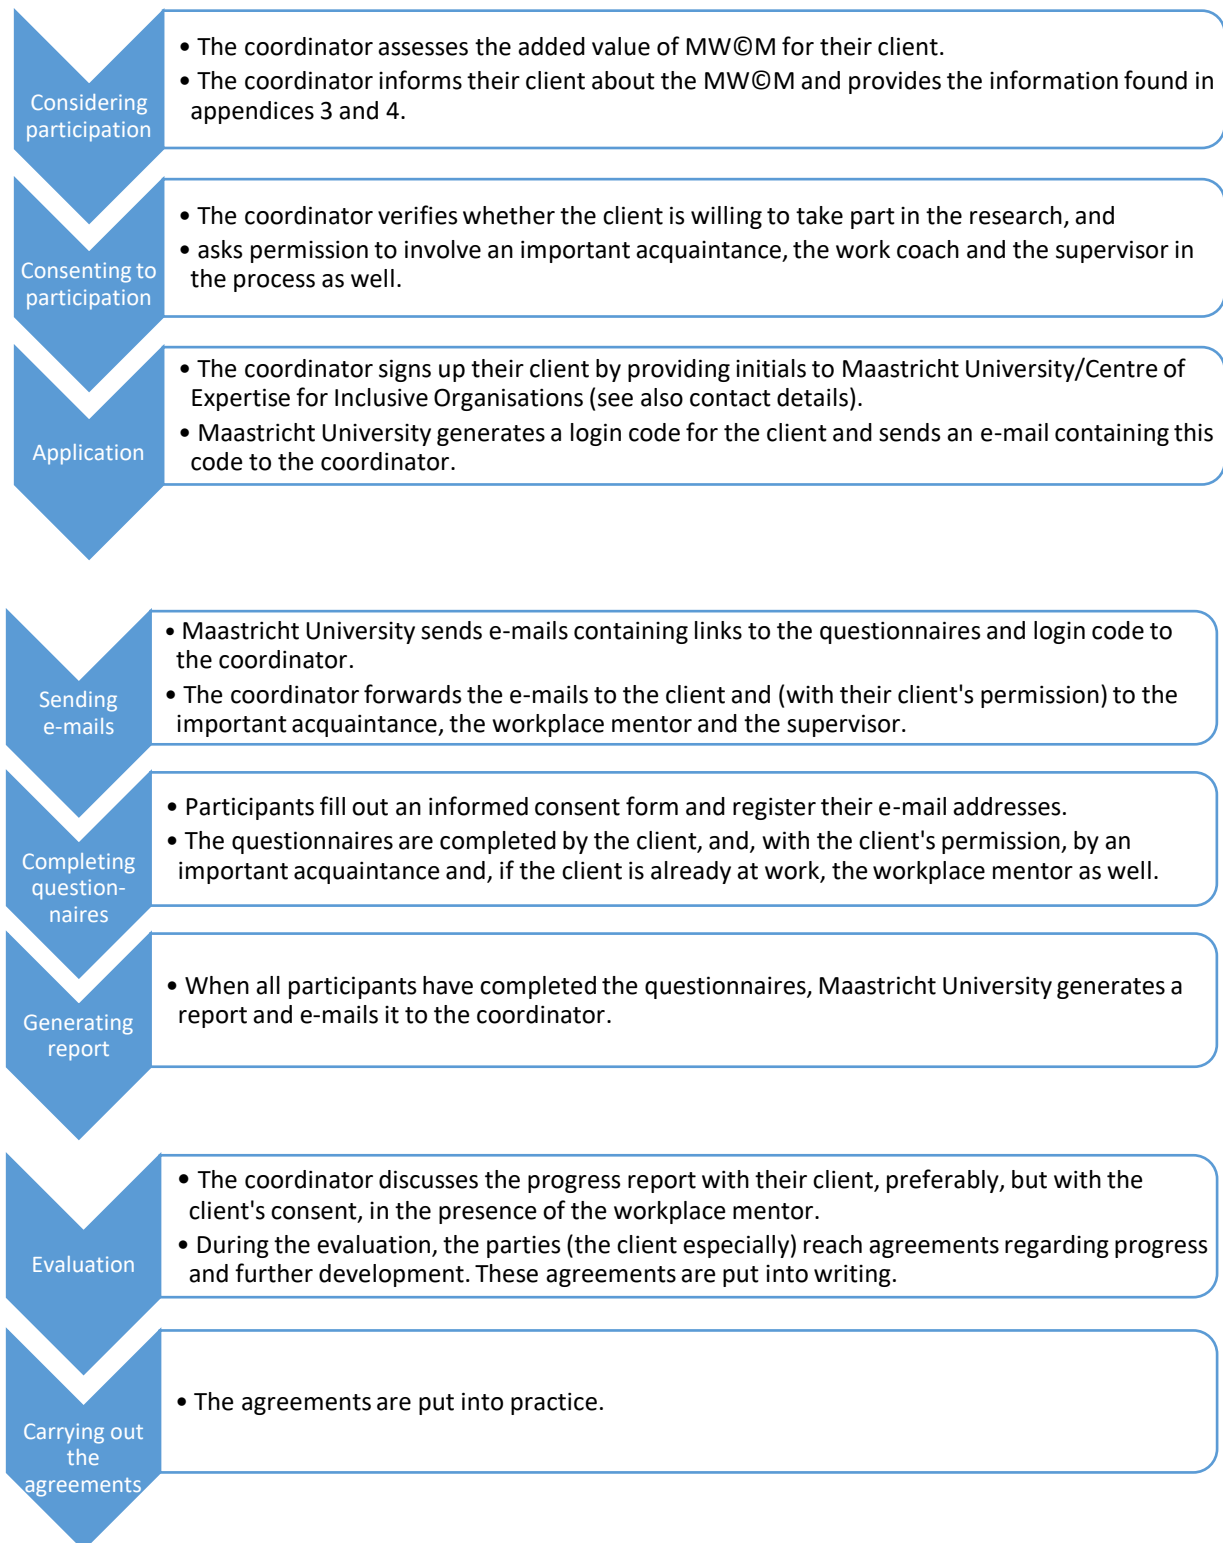 Considering
participation
• The coordinator assesses the added value of MW©M for their client.
• The coordinator informs their client about the MW©M and provides the information found in
appendices 3 and 4.
Consenting to
participation
• The coordinator verifies whether the client is willing to take part in the research, and
• asks permission to involve an important acquaintance, the work coach and the supervisor in
the process as well.
Application
• The coordinator signs up their client by providing initials to Maastricht University/Centre of
Expertise for Inclusive Organisations (see also contact details).
• Maastricht University generates a login code for the client and sends an e-mail containing this
code to the coordinator.
Sending
e-mails
• Maastricht University sends e-mails containing links to the questionnaires and login code to
the coordinator.
• The coordinator forwards the e-mails to the client and (with their client's permission) to the
important acquaintance, the workplace mentor and the supervisor.
Completing
question-
naires
• Participants fill out an informed consent form and register their e-mail addresses.
• The questionnaires are completed by the client, and, with the client's permission, by an
important acquaintance and, if the client is already at work, the workplace mentor as well.
Generating
report
• When all participants have completed the questionnaires, Maastricht University generates a
report and e-mails it to the coordinator.
Evaluation
• The coordinator discusses the progress report with their client, preferably, but with the
client's consent, in the presence of the workplace mentor.
• During the evaluation, the parties (the client especially) reach agreements regarding progress
and further development. These agreements are put into writing.
Carrying out
the
agreements
• The agreements are put into practice.